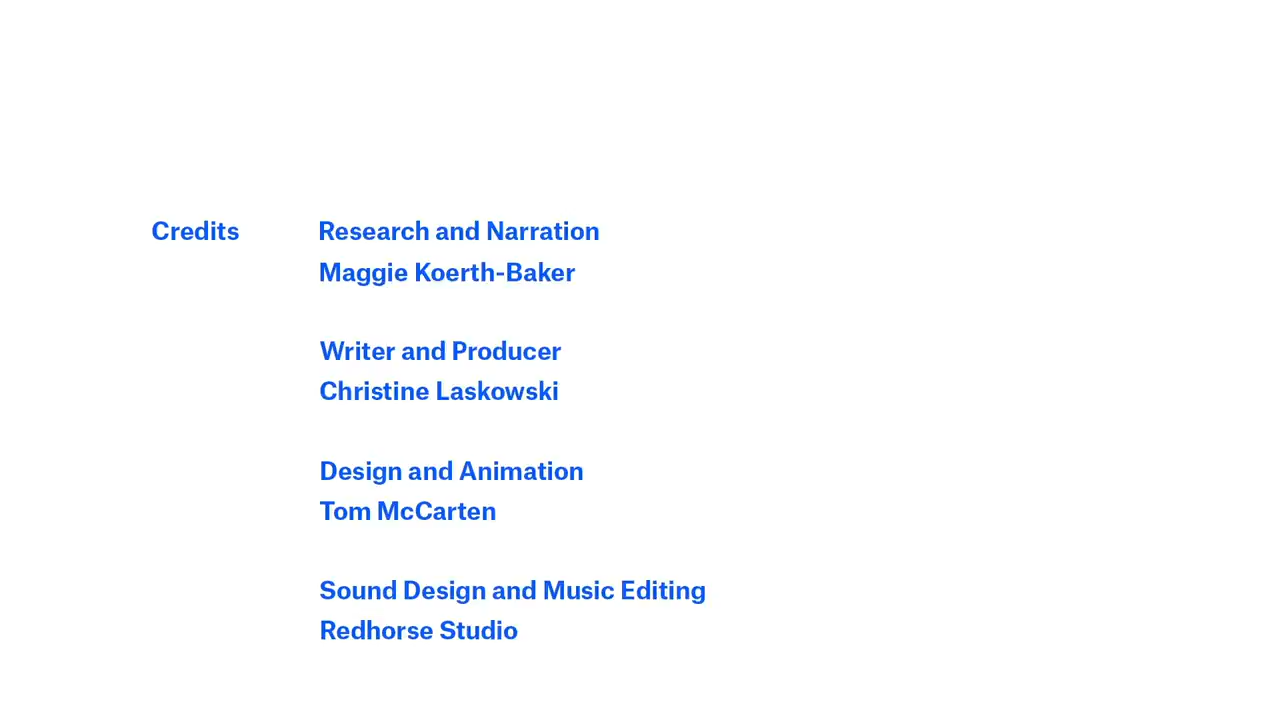 Credits
Research and Narration
Maggie Koerth-Baker
Writer and Producer
Christine Laskowski
Design and Animation
Tom McCarten
Sound Design and Music Editing
Redhorse Studio